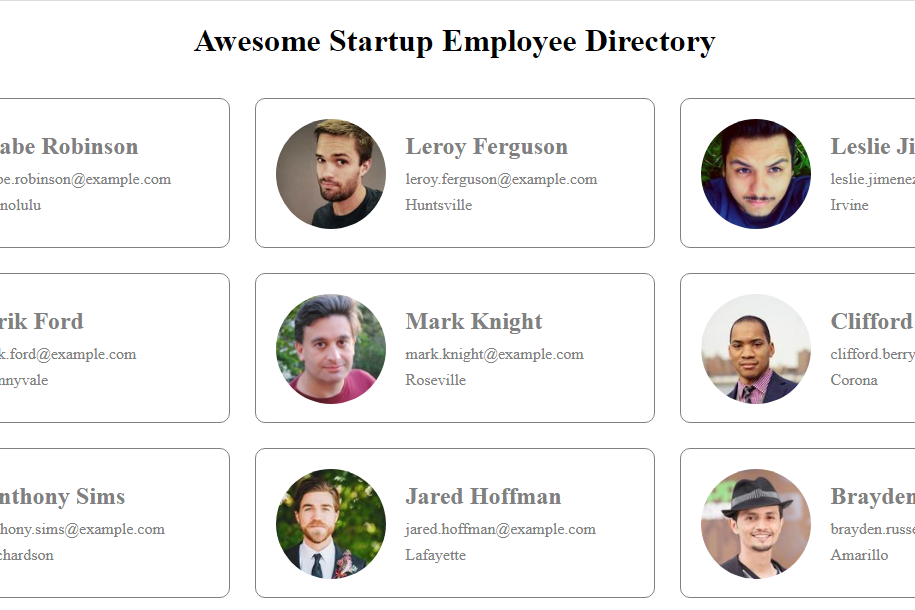 Awesome Startup Employee Directory
abe Robinson
be.robinson@example.com
nolulu
Leroy Ferguson
leroy.ferguson@example.com
Huntsville
Leslie Ji
leslie.jimenez
Irvine
rik Ford
k.ford@example.com
nnyvale
Mark Knight
mark.knight@example.com
Roseville
Clifford
clifford.berry
Corona
nthony Sims
hony.sims@example.com
chardson
Jared Hoffman
jared.hoffman@example.com
Lafayette
Brayden
brayden.russe
Amarillo